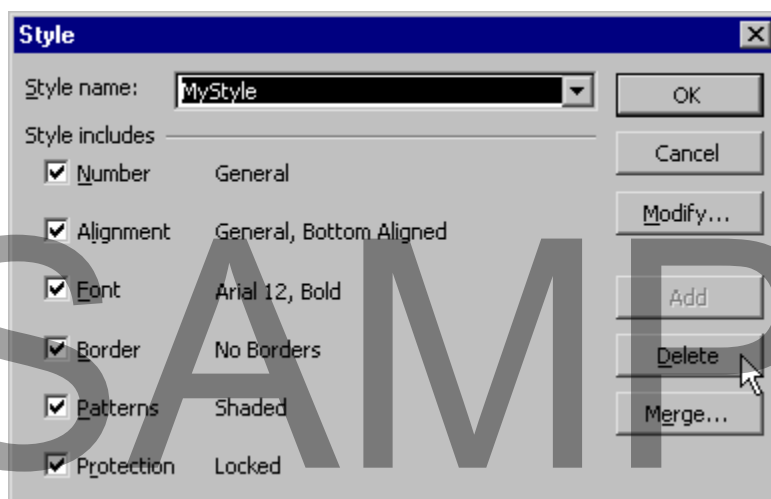 Style
Style name: MyStyle
OK
Style includes
Cancel
Number General
Modify...
Alignment General, Bottom Aligned
Font Arial 12, Bold
Add
Border No Borders
Delete
Patterns Shaded
Merge...
Protection Locked
SAMP